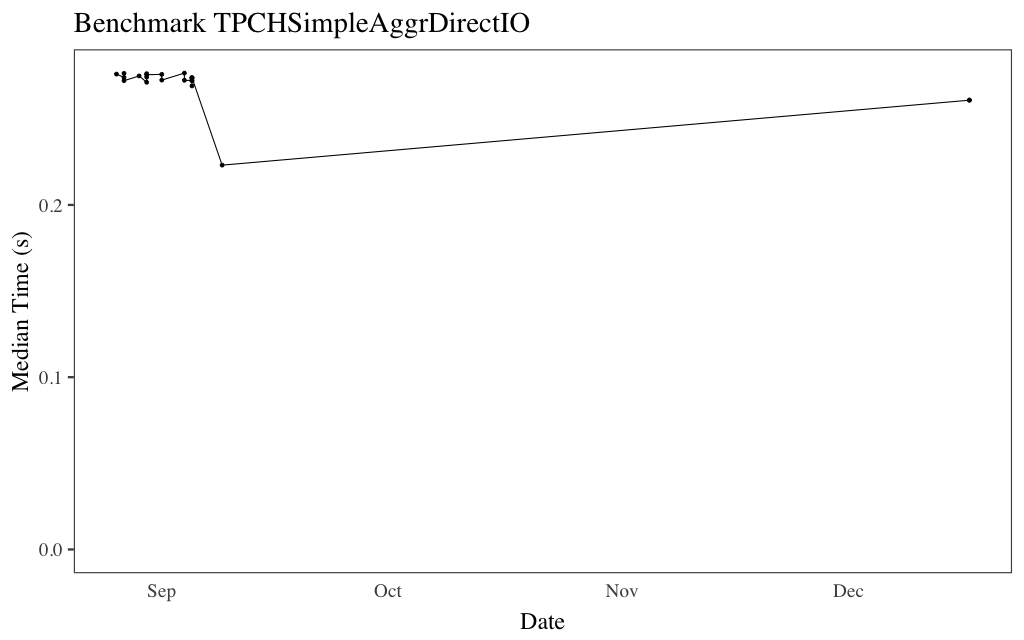 Benchmark TPCHSimpleAggrDirectIO
Median Time (s)
0.2
0.1
0.0
Sep Oct Nov Dec
Date